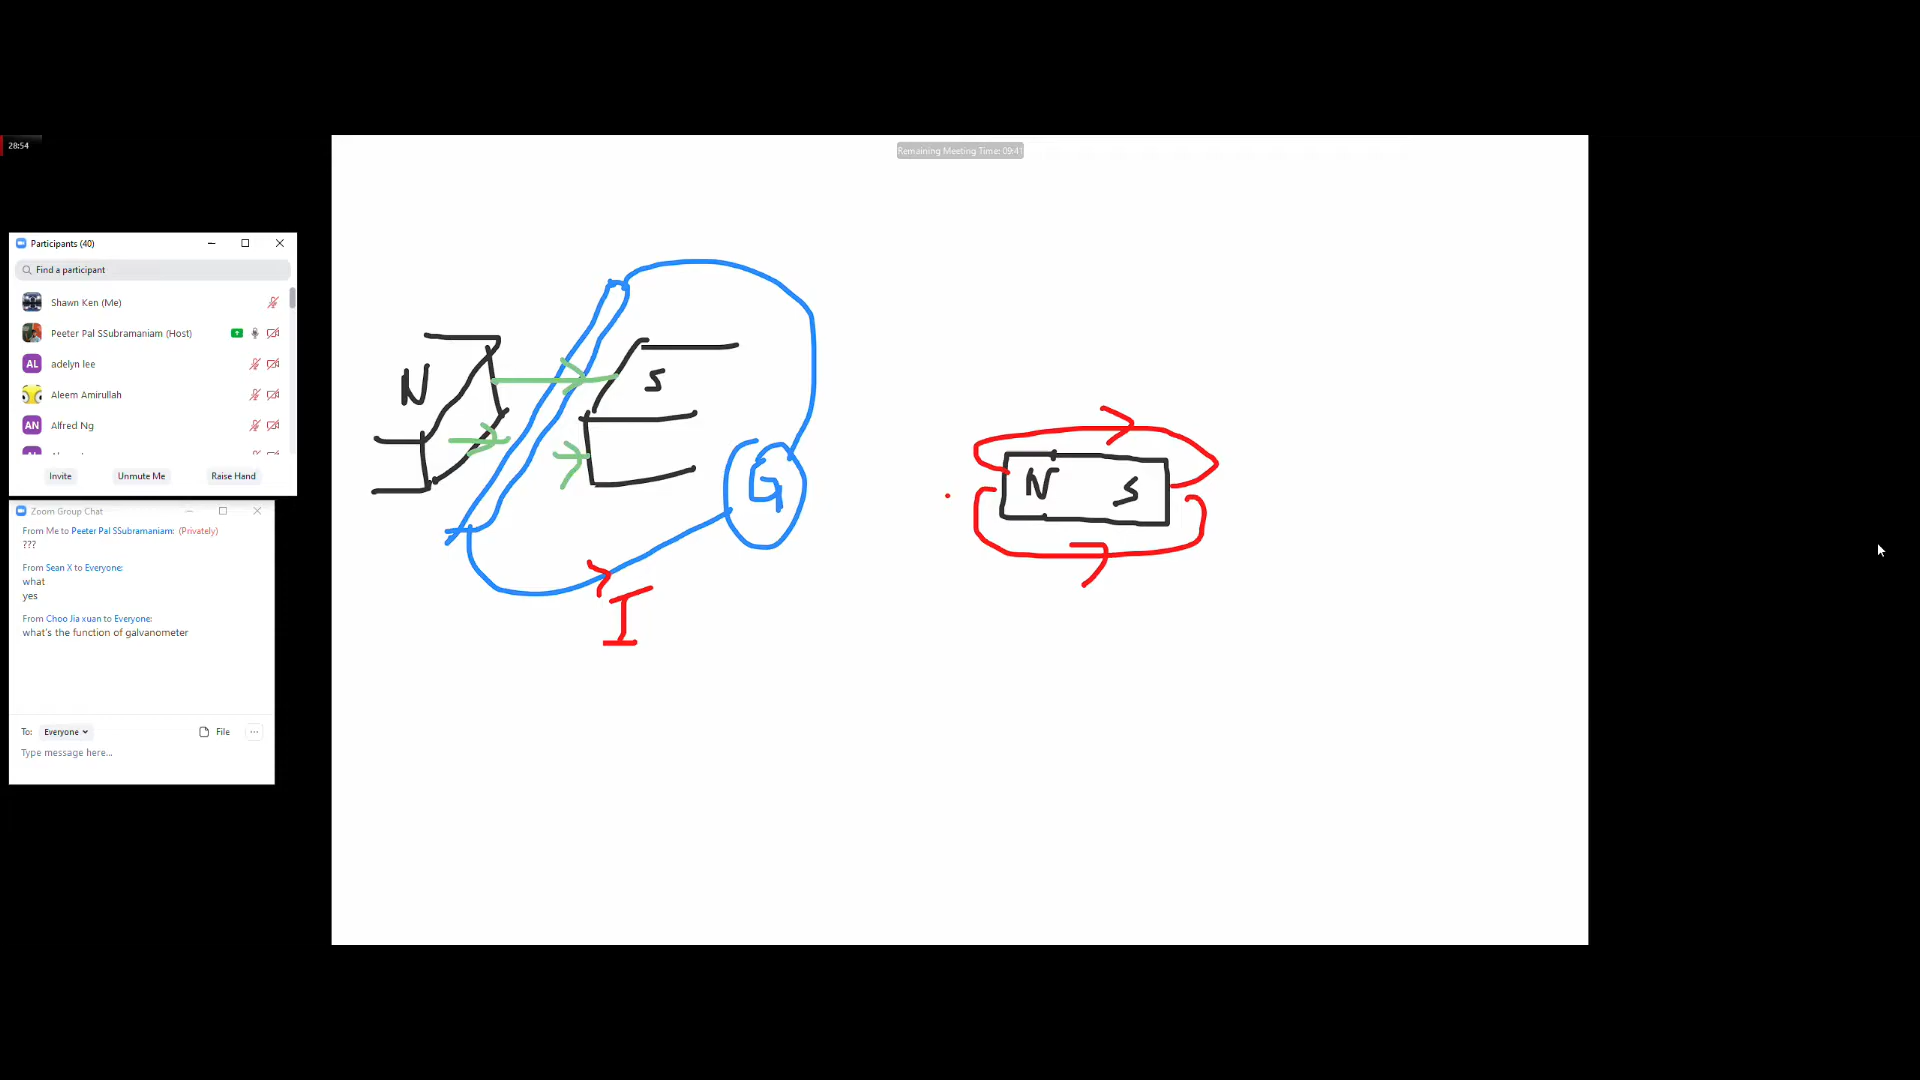 28:54
Remaining Meeting Time: 09:41
Participants (40)
Find a participant
Shawn Ken (Me)
Peeter Pal SSubramaniam (Host)
AL adelyn lee
Aleem Amirullah
AN Alfred Ng
Invite Unmute Me Raise Hand
Zoom Group Chat
From Me to Peeter Pal SSubramaniam: (Privately)
???
From Sean X to Everyone:
what
yes
From Choo Jia xuan to Everyone:
what's the function of galvanometer
To: Everyone File ...
Type message here...
N
S
G
I
N S